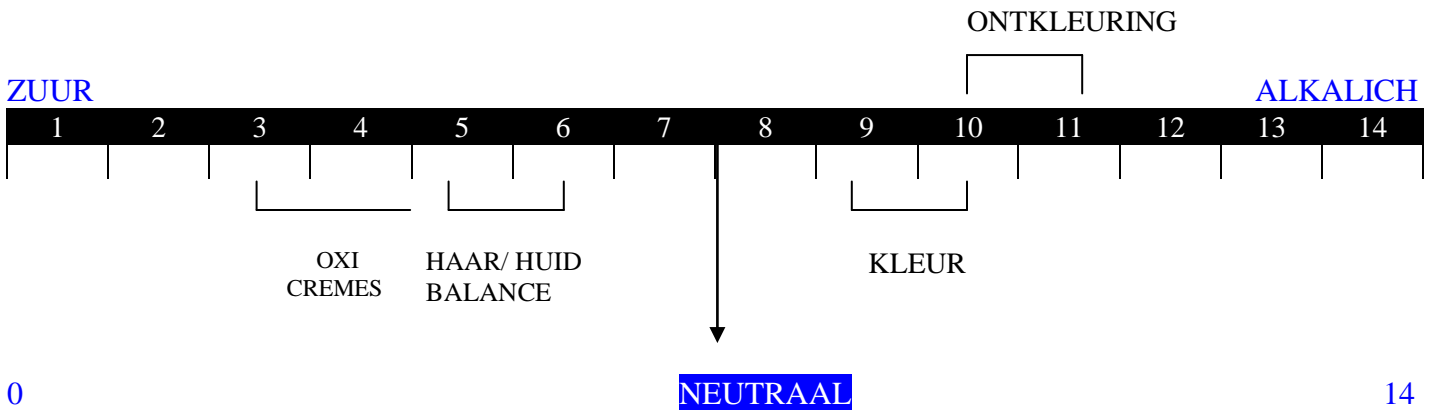 ONTKLEURING
ZUUR ALKALICH
1 2 3 4 5 6 7 8 9 10 11 12 13 14
OXI HAAR/ HUID KLEUR
CREMES BALANCE
0 NEUTRAAL 14